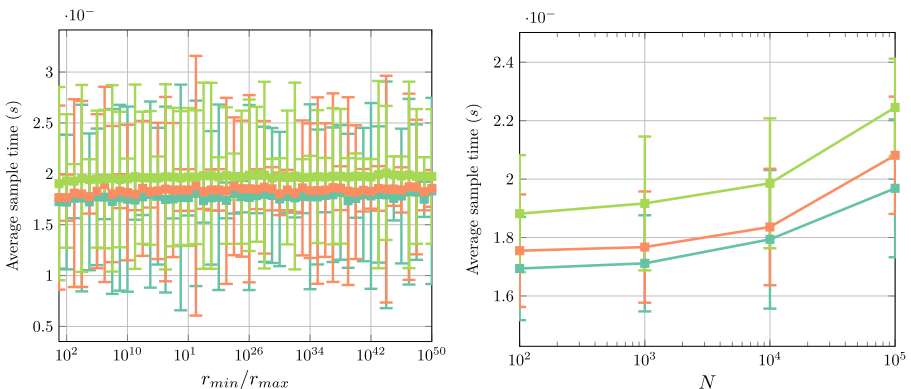 ·10⁻
Average sample time (s)
3
2.5
2
1.5
1
0.5
10² 10¹⁰ 10¹ 10²⁶ 10³⁴ 10⁴² 10⁵⁰
r_min/r_max
·10⁻
Average sample time (s)
2.4
2.2
2
1.8
1.6
10² 10³ 10⁴ 10⁵
N